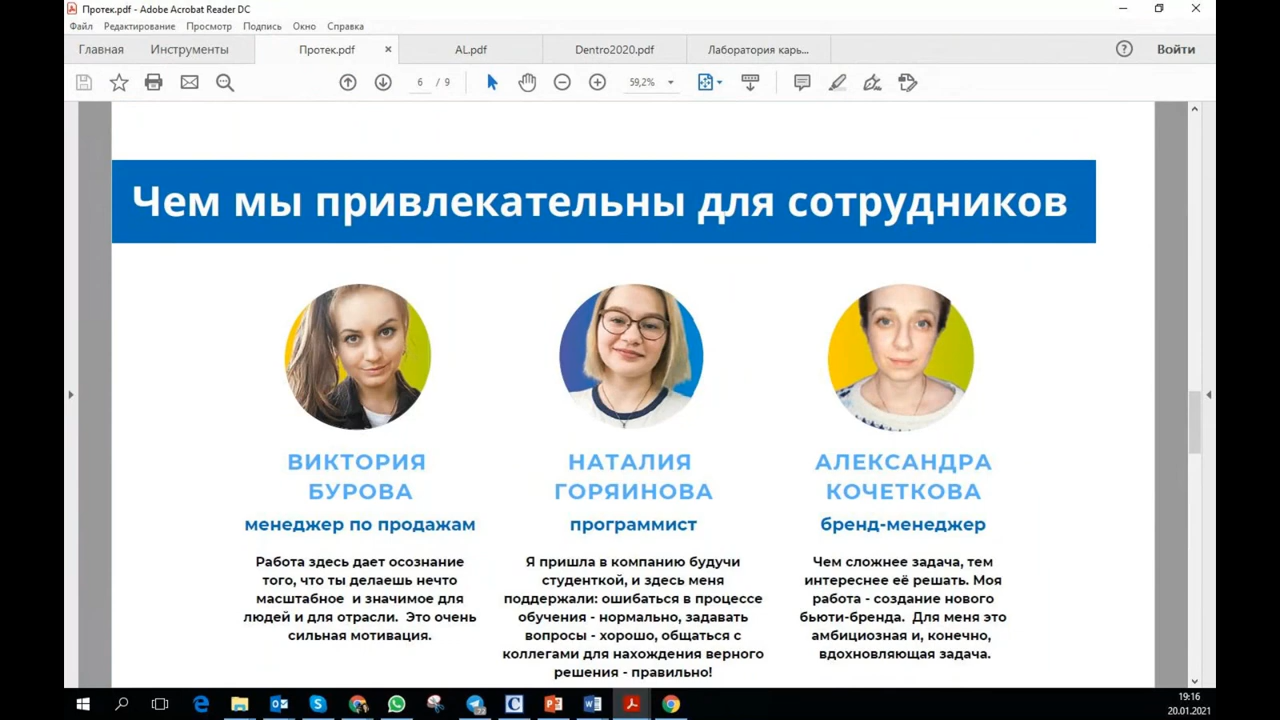 Протек.pdf - Adobe Acrobat Reader DC
Файл Редактирование Просмотр Подпись Окно Справка
Главная Инструменты Протек.pdf × AL.pdf Dentro2020.pdf Лаборатория карь... Войти
6 / 9 59,2%
Чем мы привлекательны для сотрудников
ВИКТОРИЯ
БУРОВА
менеджер по продажам
Работа здесь дает осознание
того, что ты делаешь нечто
масштабное и значимое для
людей и для отрасли. Это очень
сильная мотивация.
НАТАЛИЯ
ГОРЯИНОВА
программист
Я пришла в компанию будучи
студенткой, и здесь меня
поддержали: ошибаться в процессе
обучения - нормально, задавать
вопросы - хорошо, общаться с
коллегами для нахождения верного
решения - правильно!
АЛЕКСАНДРА
КОЧЕТКОВА
бренд-менеджер
Чем сложнее задача, тем
интереснее её решать. Моя
работа - создание нового
бьюти-бренда. Для меня это
амбициозная и, конечно,
вдохновляющая задача.
19:16
20.01.2021